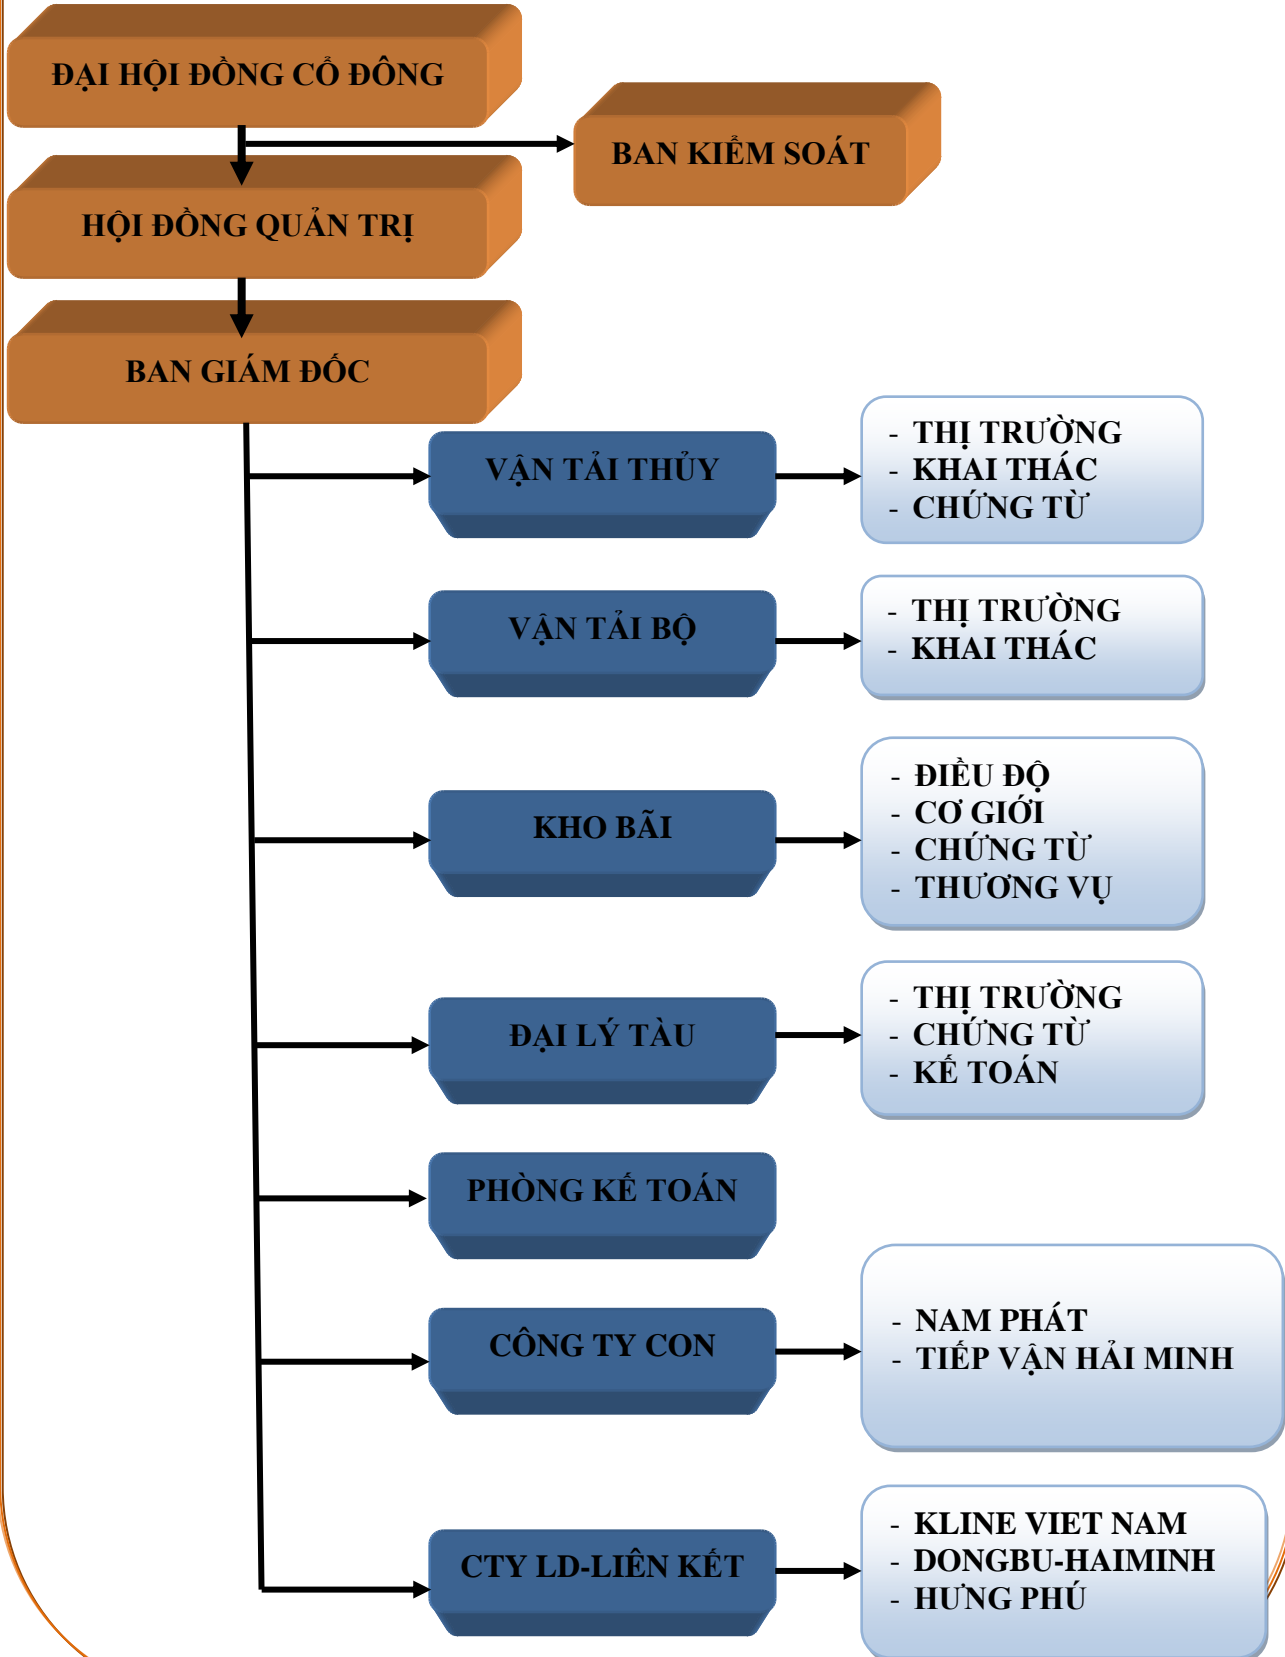 ĐẠI HỘI ĐỒNG CỔ ĐÔNG
BAN KIỂM SOÁT
HỘI ĐỒNG QUẢN TRỊ
BAN GIÁM ĐỐC
VẬN TẢI THỦY
- THỊ TRƯỜNG
- KHAI THÁC
- CHỨNG TỪ
VẬN TẢI BỘ
- THỊ TRƯỜNG
- KHAI THÁC
KHO BÃI
- ĐIỀU ĐỘ
- CƠ GIỚI
- CHỨNG TỪ
- THƯƠNG VỤ
ĐẠI LÝ TÀU
- THỊ TRƯỜNG
- CHỨNG TỪ
- KẾ TOÁN
PHÒNG KẾ TOÁN
CÔNG TY CON
- NAM PHÁT
- TIẾP VẬN HẢI MINH
CTY LD-LIÊN KẾT
- KLINE VIET NAM
- DONGBU-HAIMINH
- HƯNG PHÚ